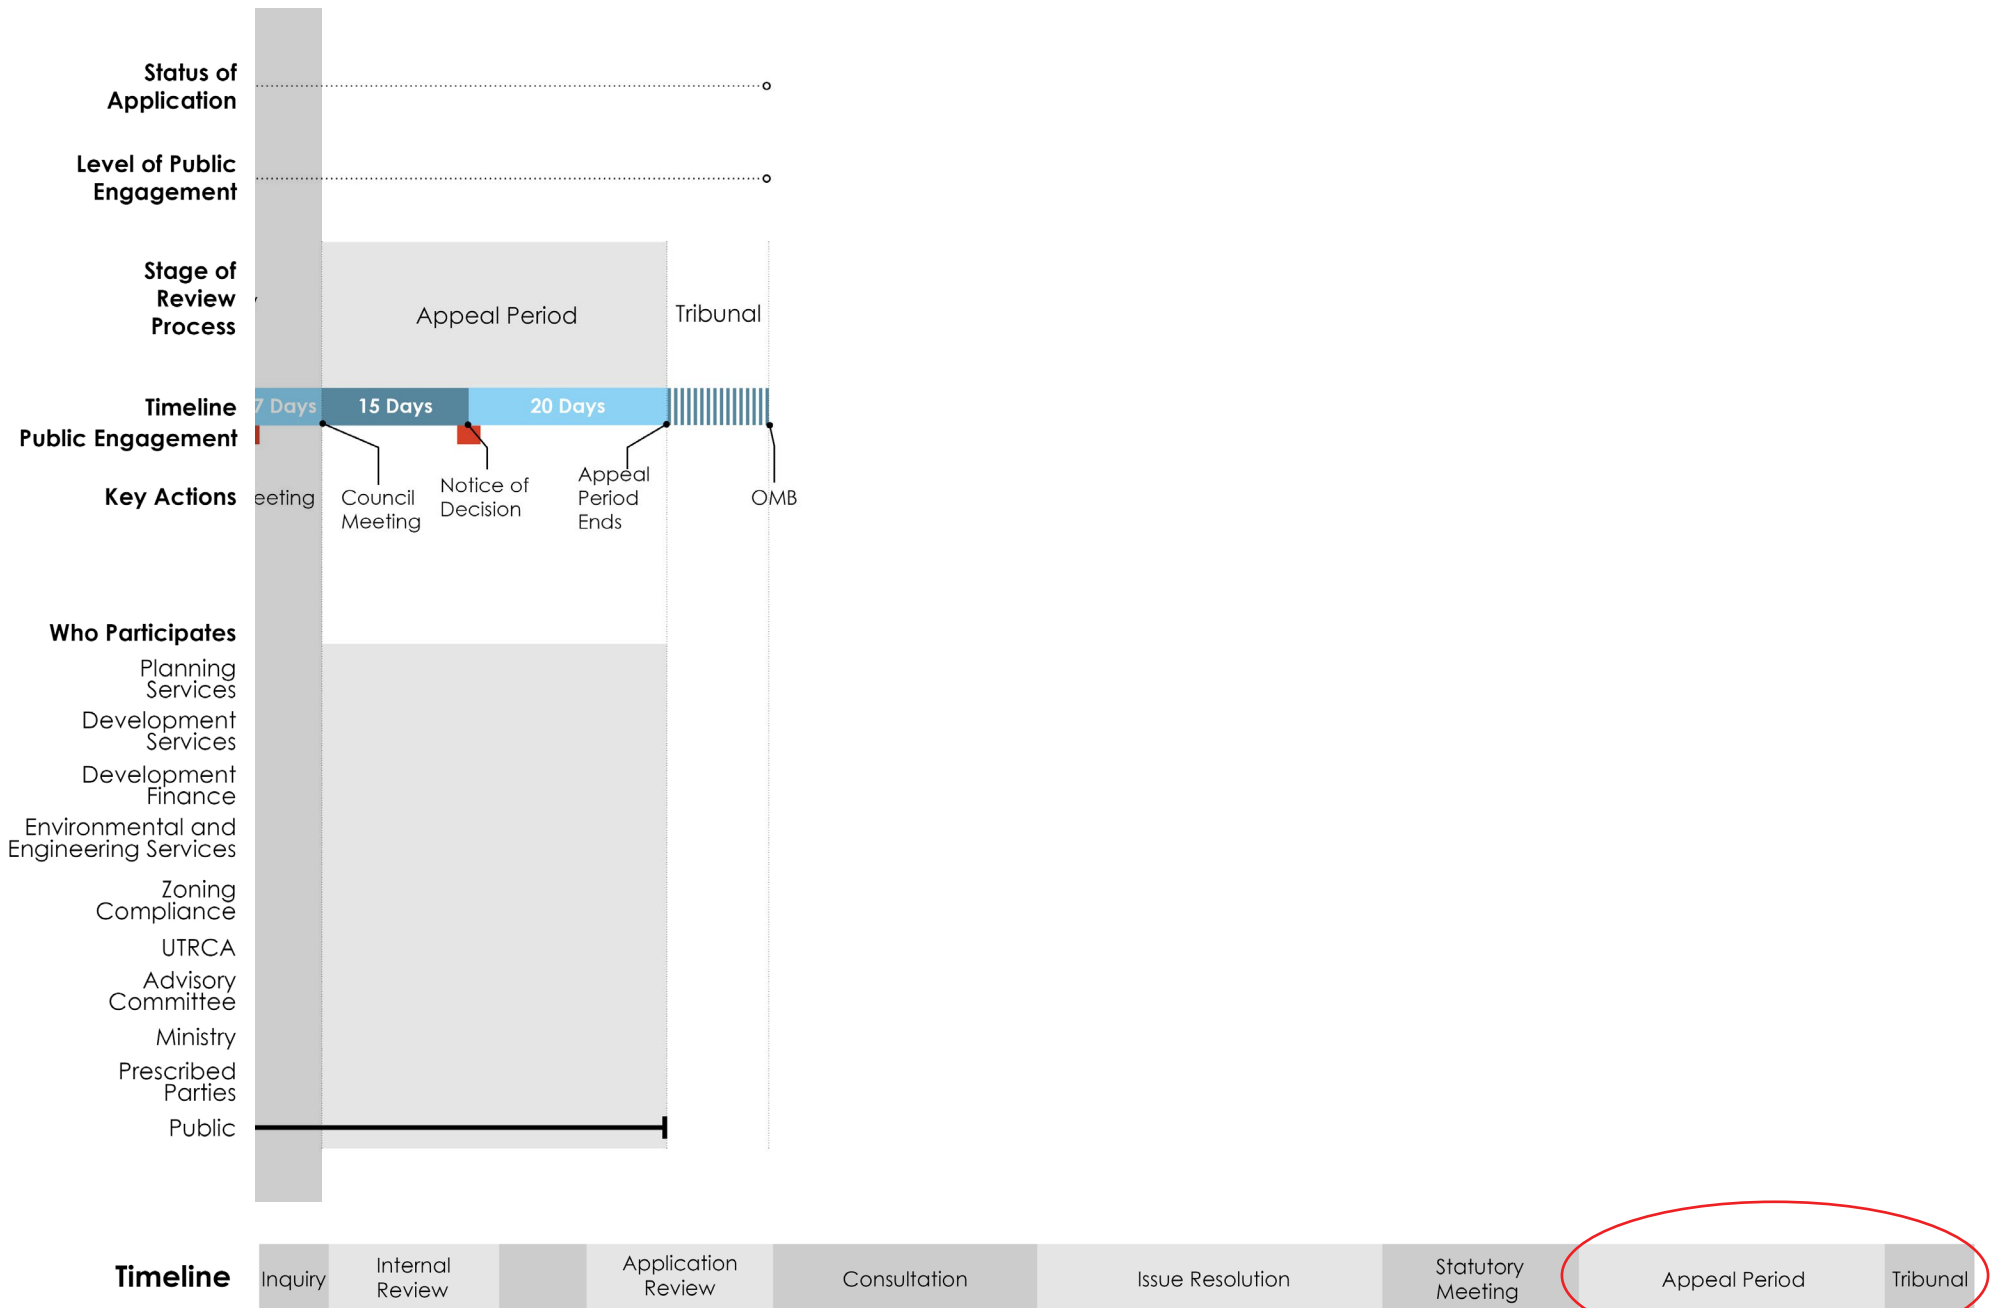 Status of
Application
Level of Public
Engagement
Stage of
Review
Process
Appeal Period
Tribunal
Timeline
7 Days
15 Days
20 Days
Public Engagement
Key Actions
eeting
Council
Meeting
Notice of
Decision
Appeal
Period
Ends
OMB
Who Participates
Planning
Services
Development
Services
Development
Finance
Environmental and
Engineering Services
Zoning
Compliance
UTRCA
Advisory
Committee
Ministry
Prescribed
Parties
Public
Timeline
Inquiry
Internal
Review
Application
Review
Consultation
Issue Resolution
Statutory
Meeting
Appeal Period
Tribunal